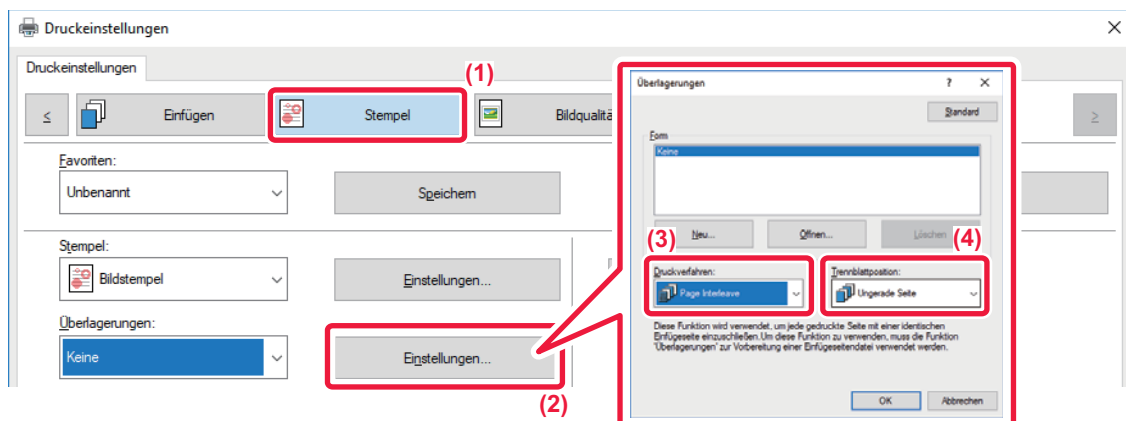 Druckeinstellungen
Druckeinstellungen
(1)
≤ Einfügen Stempel Bildqualitä ≥
Favoriten:
Unbenannt Speichern
Stempel:
Bildstempel Einstellungen...
Überlagerungen:
Keine Einstellungen...
(2)
Überlagerungen ?
Standard
Form
Keine
Neu... Öffnen... Löschen
(3) (4)
Druckverfahren: Trennblattposition:
Page Interleave Ungerade Seite
Diese Funktion wird verwendet, um jede gedruckte Seite mit einer identischen
Einfügeseite einzuschließen.Um diese Funktion zu verwenden, muss die Funktion
'Überlagerungen' zur Vorbereitung einer Einfügeseitendatei verwendet werden.
OK Abbrechen